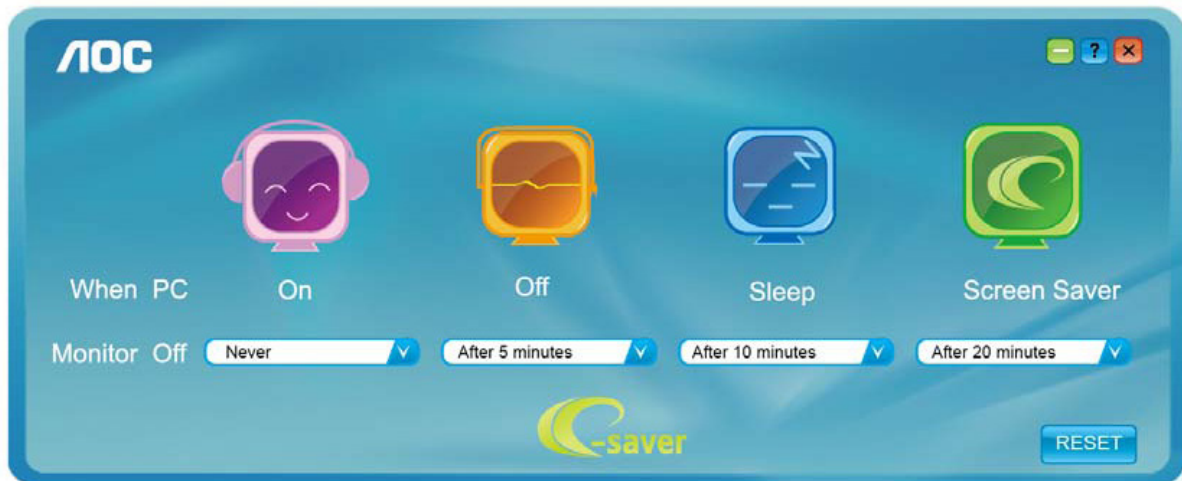 AOC
?
When PC On Off Sleep Screen Saver
Monitor Off Never After 5 minutes After 10 minutes After 20 minutes
e-saver
RESET